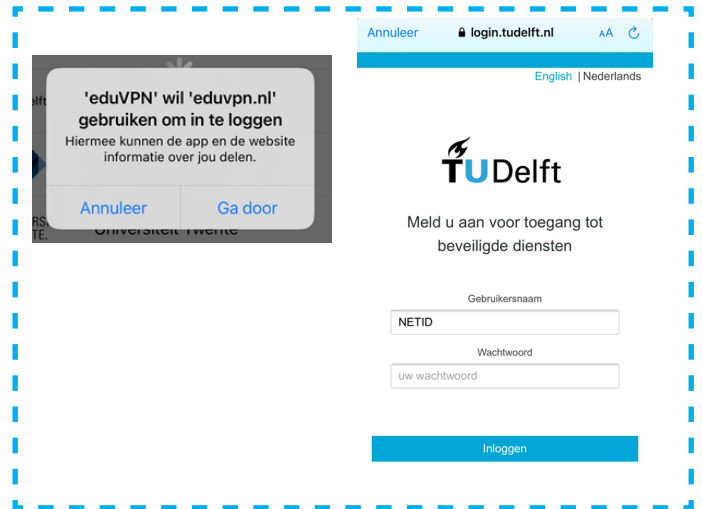 elft
'eduVPN' wil 'eduvpn.nl'
gebruiken om in te loggen
Hiermee kunnen de app en de website
informatie over jou delen.
Annuleer Ga door
TE.
Universiteit Twente
Annuleer login.tudelft.nl AA
English | Nederlands
TUDelft
Meld u aan voor toegang tot
beveiligde diensten
Gebruikersnaam
NETID
Wachtwoord
uw wachtwoord
Inloggen